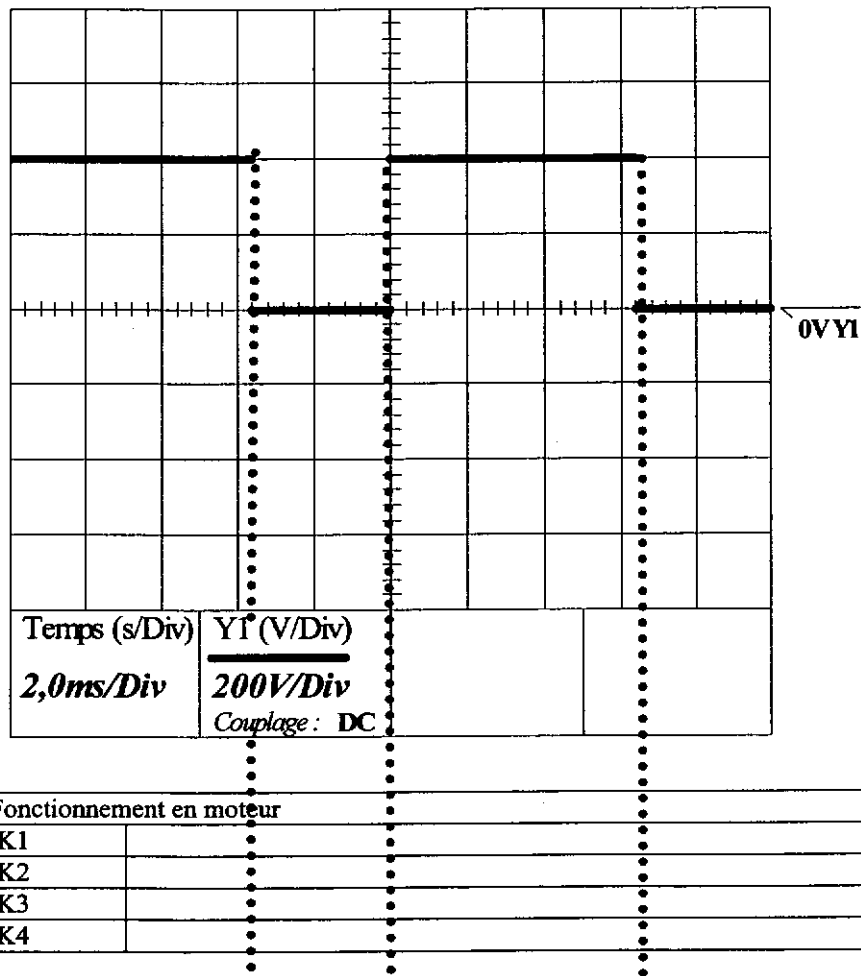 0V Y1
Temps (s/Div)
Y1 (V/Div)
2,0ms/Div
200V/Div
Couplage : DC
Fonctionnement en moteur
K1
K2
K3
K4